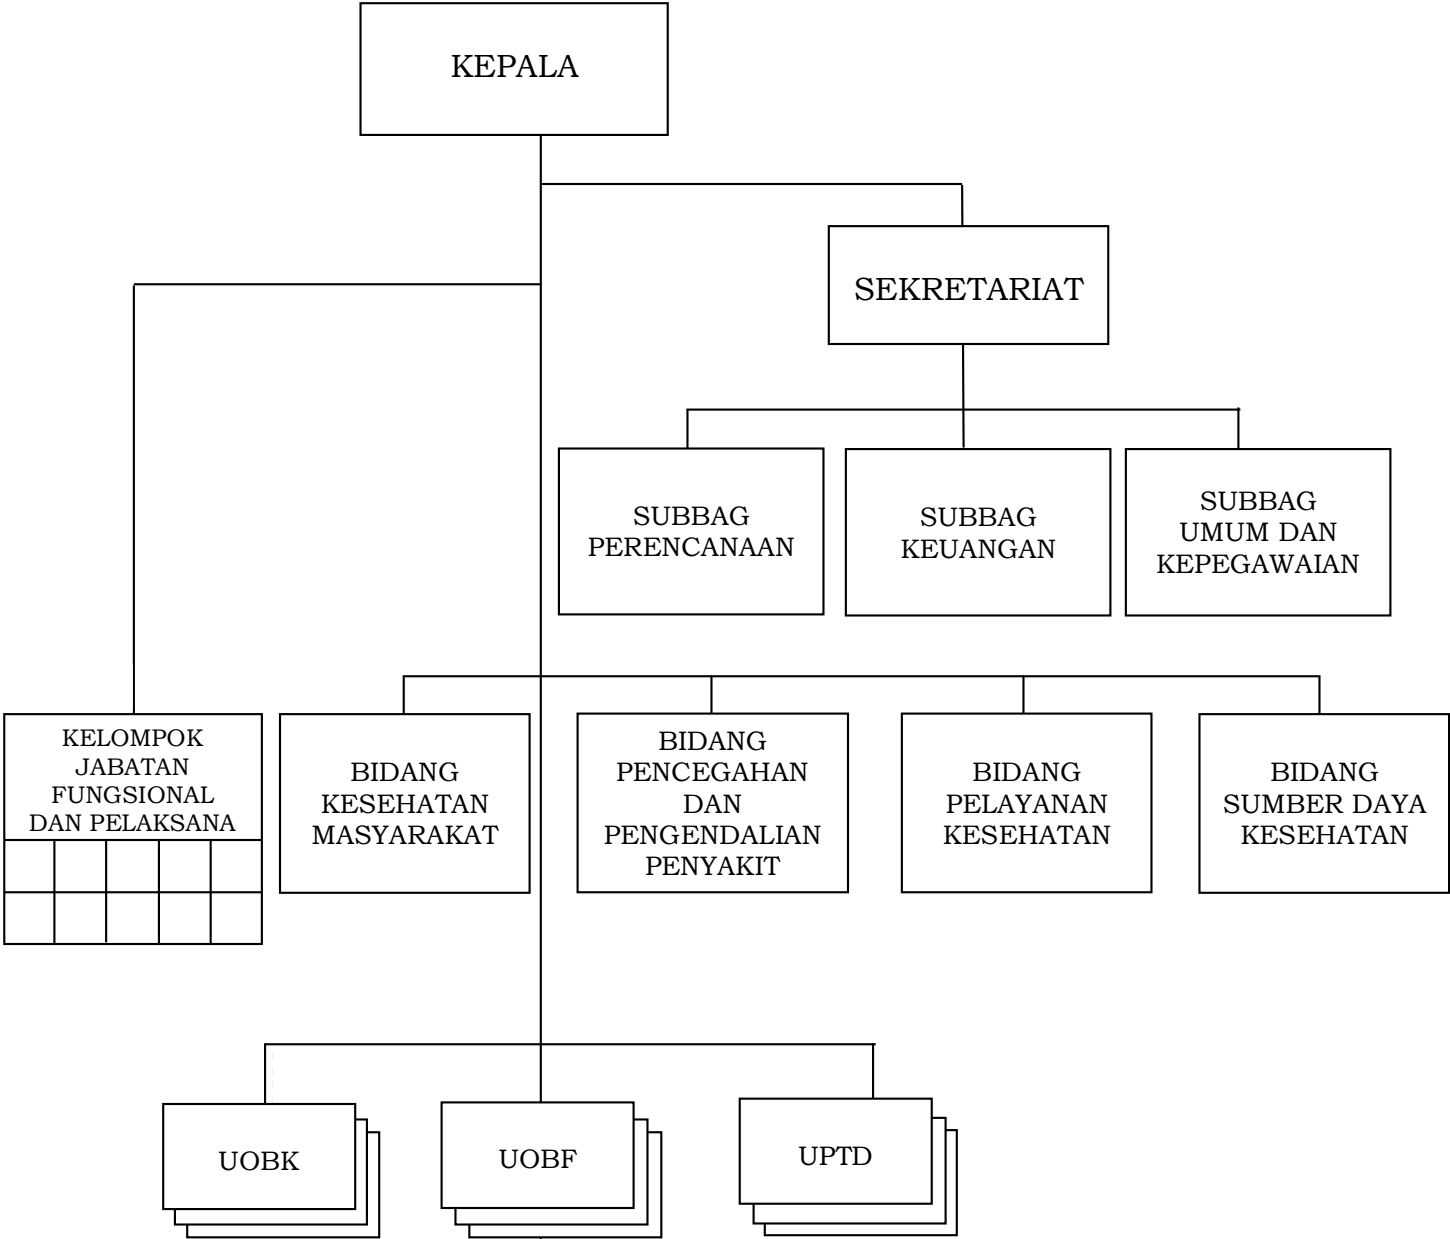 KEPALA
SEKRETARIAT
SUBBAG
PERENCANAAN
SUBBAG
KEUANGAN
SUBBAG
UMUM DAN
KEPEGAWAIAN
KELOMPOK
JABATAN
FUNGSIONAL
DAN PELAKSANA
BIDANG
KESEHATAN
MASYARAKAT
BIDANG
PENCEGAHAN
DAN
PENGENDALIAN
PENYAKIT
BIDANG
PELAYANAN
KESEHATAN
BIDANG
SUMBER DAYA
KESEHATAN
UOBK
UOBF
UPTD